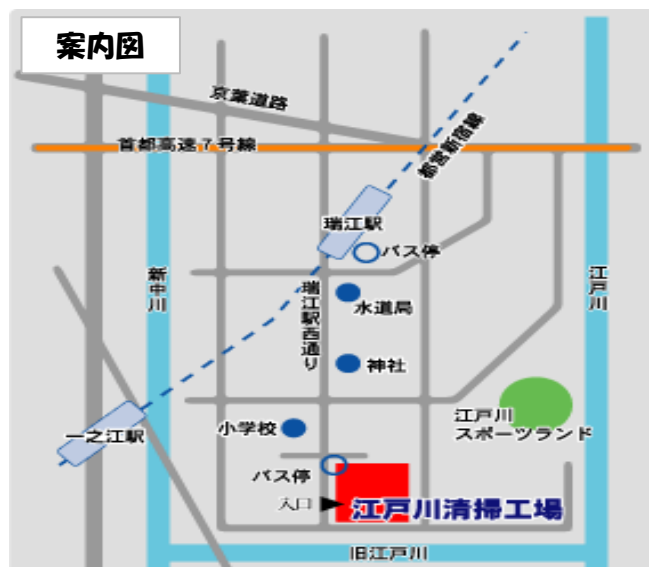 案内図
京葉道路
首都高速7号線
都営新宿線
瑞江駅
バス停
新中川
江戸川
瑞江駅西通り
水道局
神社
一之江駅
小学校
江戸川
スポーツランド
バス停
入口
江戸川清掃工場
旧江戸川